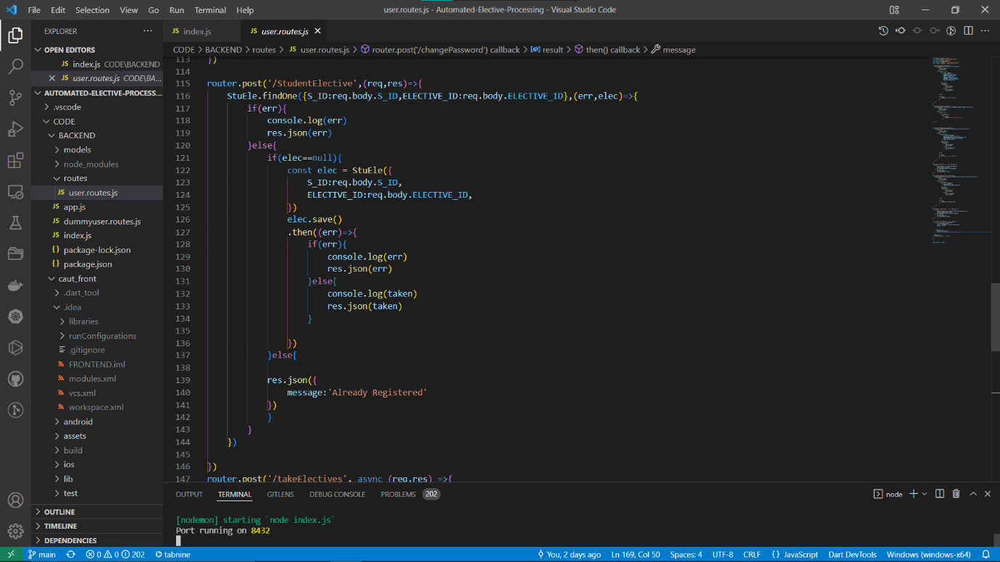 File Edit Selection View Go Run Terminal Help
user.routes.js - Automated-Elective-Processing - Visual Studio Code
EXPLORER
OPEN EDITORS
JS index.js CODE\BACKEND
JS user.routes.js CODE\BA...
AUTOMATED-ELECTIVE-PROCESS...
.vscode
CODE
BACKEND
models
node_modules
routes
JS user.routes.js
JS app.js
JS dummyuser.routes.js
JS index.js
{} package-lock.json
{} package.json
caut_front
.dart_tool
.idea
libraries
runConfigurations
.gitignore
FRONTEND.iml
modules.xml
vcs.xml
workspace.xml
android
assets
build
ios
lib
test
OUTLINE
TIMELINE
DEPENDENCIES
JS index.js JS user.routes.js
CODE > BACKEND > routes > JS user.routes.js > router.post('/changePassword') callback > result > then() callback > message
113 })
114
115 router.post('/StudentElective',(req,res)=>{
116 StuEle.findOne({S_ID:req.body.S_ID,ELECTIVE_ID:req.body.ELECTIVE_ID},(err,elec)=>{
117 if(err){
118 console.log(err)
119 res.json(err)
120 }else{
121 if(elec==null){
122 const elec = StuEle({
123 S_ID:req.body.S_ID,
124 ELECTIVE_ID:req.body.ELECTIVE_ID,
125 })
126 elec.save()
127 .then((err)=>{
128 if(err){
129 console.log(err)
130 res.json(err)
131 }else{
132 console.log(taken)
133 res.json(taken)
134 }
135
136 })
137 }else{
138
139 res.json({
140 message:'Already Registered'
141 })
142 }
143 }
144 })
145
146 })
147 router.post('/takeElectives', async (req,res) =>{
OUTPUT TERMINAL GITLENS DEBUG CONSOLE PROBLEMS 202
node
[nodemon] starting `node index.js`
Port running on 8432
main 0 0 202 tabnine
You, 2 days ago Ln 169, Col 50 Spaces: 4 UTF-8 CRLF {} JavaScript Dart DevTools Windows (windows-x64)